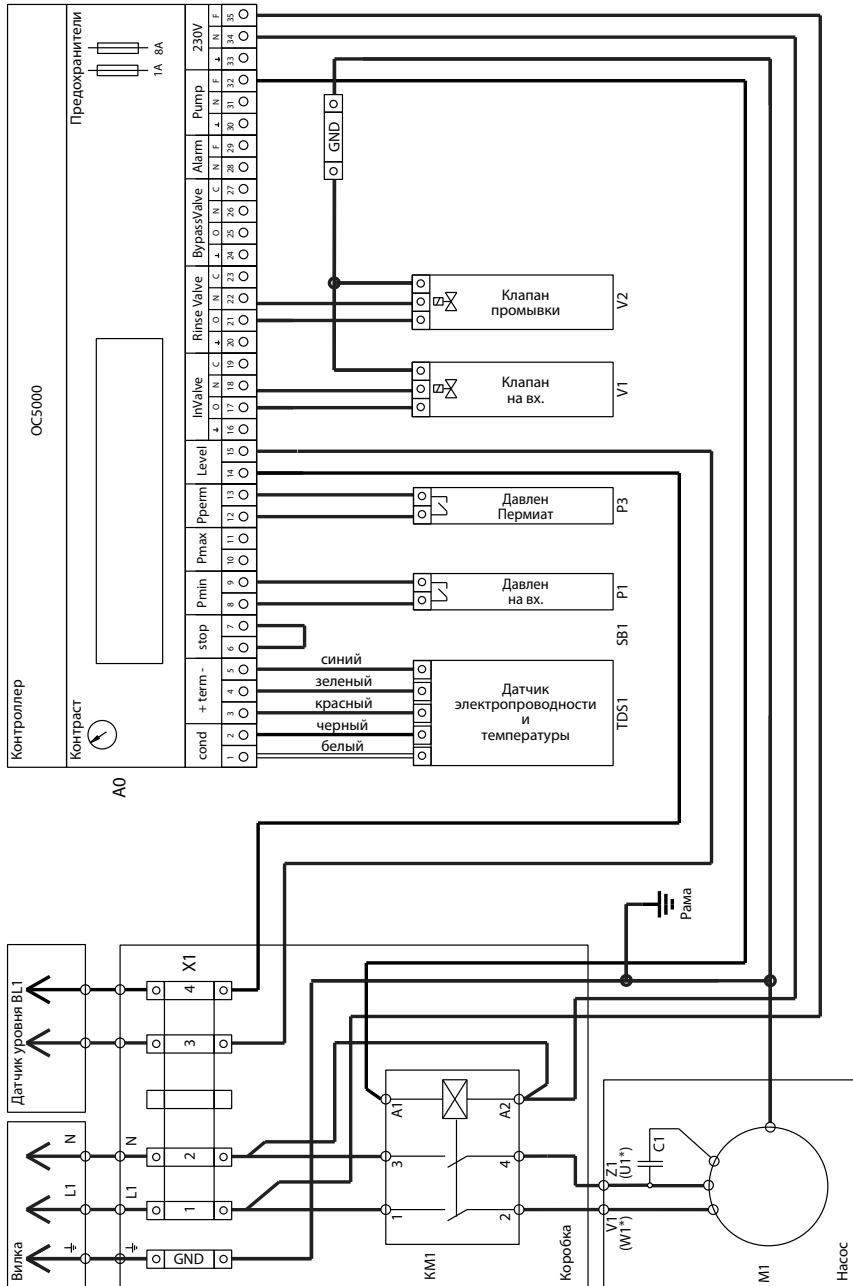 Контроллер
OC5000
Контраст
Предохранители
1A
8A
A0
cond
+ term -
stop
Pmin
Pmax
Pperm
Level
InValve
Rinse Valve
BypassValve
Alarm
Pump
230V
O N C
O N C
O N C
N F
N F
N F
1 2 3 4 5 6 7 8 9 10 11 12 13 14 15 16 17 18 19 20 21 22 23 24 25 26 27 28 29 30 31 32 33 34 35
белый
черный
красный
зеленый
синий
Датчик
электропроводности
и
температуры
TDS1
SB1
Давлен
на вх.
P1
Давлен
Пермиат
P3
Клапан
на вх.
V1
Клапан
промывки
V2
GND
Рама
Вилка
L1
N
Датчик уровня BL1
L1
N
GND
1
2
3
4
X1
KM1
1
2
3
4
A1
A2
Коробка
V1
(W1*)
Z1
(U1*)
C1
M1
Насос